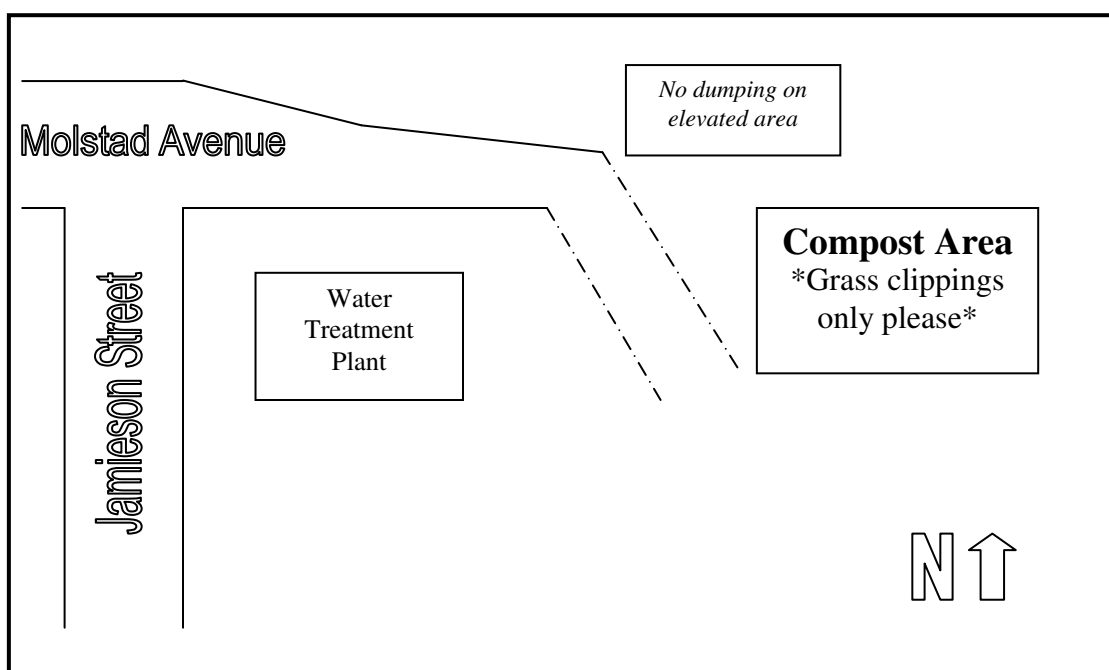 No dumping on
elevated area
Molstad Avenue
Compost Area
*Grass clippings
only please*
Water
Treatment
Plant
Jamieson Street
N